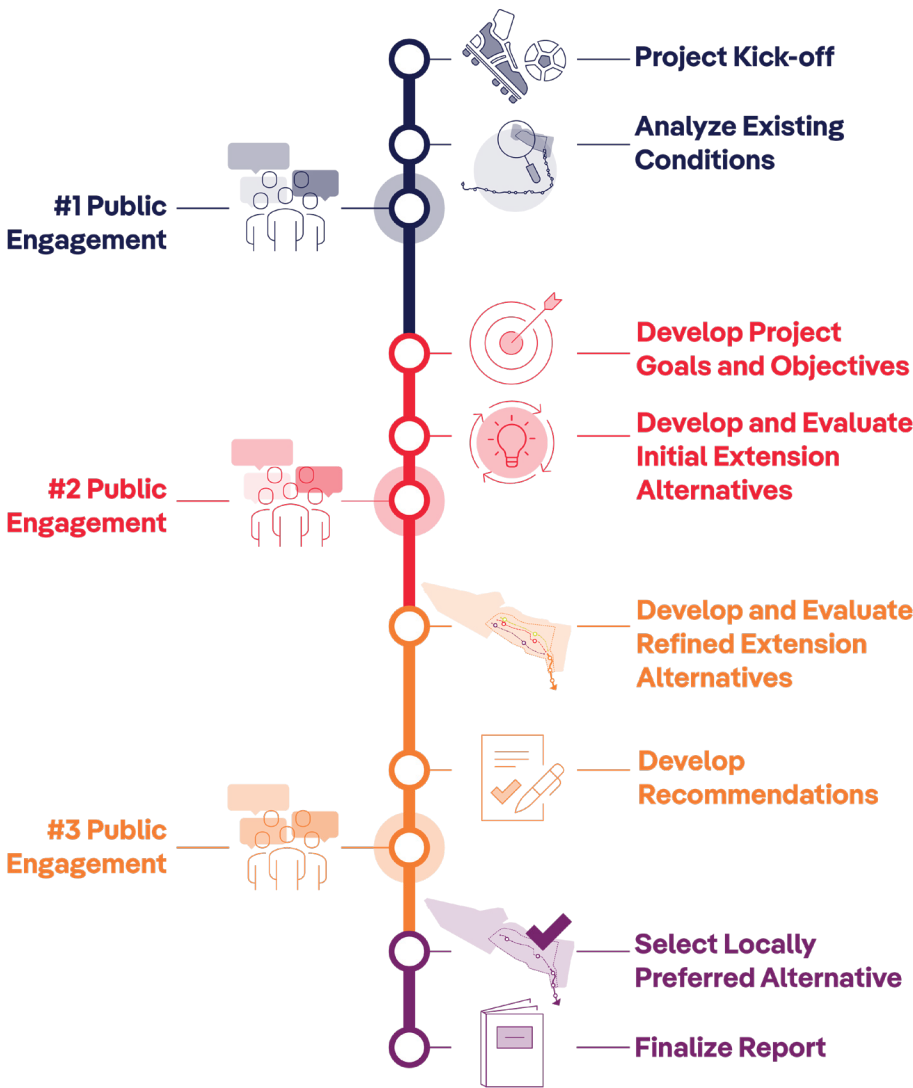 Project Kick-off
Analyze Existing
Conditions
#1 Public
Engagement
Develop Project
Goals and Objectives
Develop and Evaluate
Initial Extension
Alternatives
#2 Public
Engagement
Develop and Evaluate
Refined Extension
Alternatives
Develop
Recommendations
#3 Public
Engagement
Select Locally
Preferred Alternative
Finalize Report